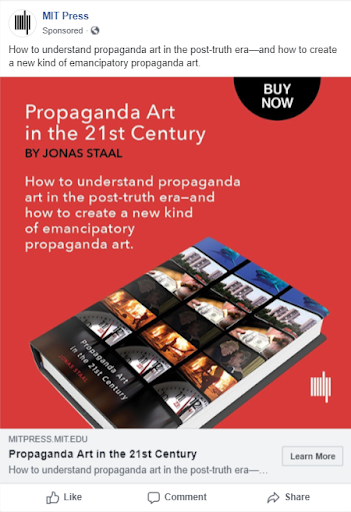 MIT Press
Sponsored ·
How to understand propaganda art in the post-truth era—and how to create
a new kind of emancipatory propaganda art.
BUY
NOW
Propaganda Art
in the 21st Century
BY JONAS STAAL
How to understand propaganda
art in the post-truth era—and
how to create a new kind
of emancipatory
propaganda art.
Propaganda Art
in the 21st Century
JONAS STAAL
MITPRESS.MIT.EDU
Propaganda Art in the 21st Century
How to understand propaganda art in the post-truth era—…
Learn More
Like
Comment
Share